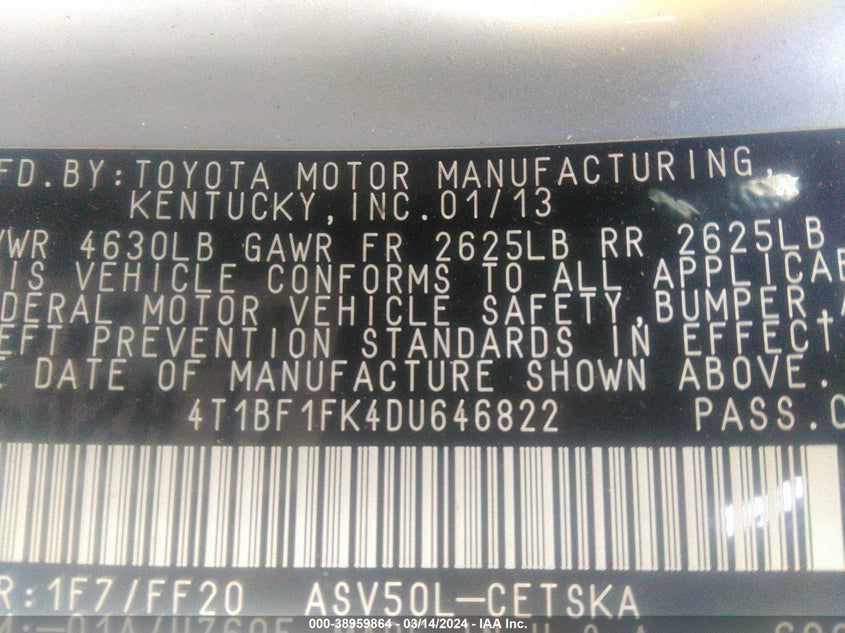 FD. BY: TOYOTA MOTOR MANUFACTURING,
KENTUCKY, INC. 01/13
VWR 4630LB GAWR FR 2625LB RR 2625LB
IS VEHICLE CONFORMS TO ALL APPLICAB
DERAL MOTOR VEHICLE SAFETY, BUMPER, A
EFT PREVENTION STANDARDS IN EFFECT
E DATE OF MANUFACTURE SHOWN ABOVE.
4T1BF1FK4DU646822 PASS.C
R:1F7/FF20 ASV50L-CETSKA
000-38959864 - 03/14/2024 - IAA Inc.